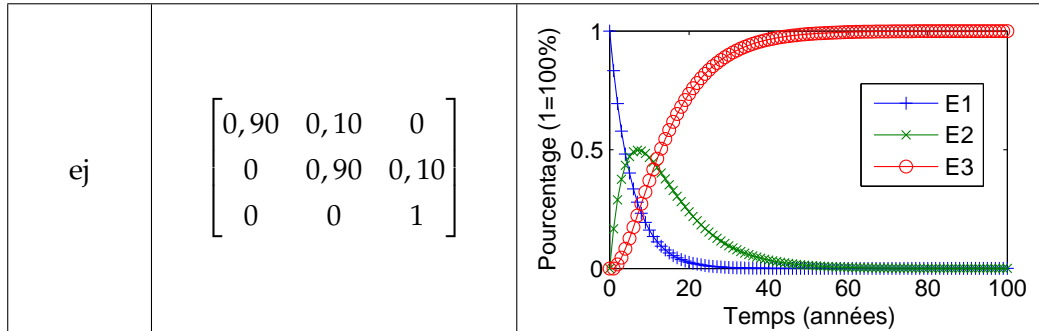 ej
0, 90 0, 10 0
0 0, 90 0, 10
0 0 1
Pourcentage (1=100%)
1
0.5
0
0 20 40 60 80 100
Temps (années)
E1
E2
E3